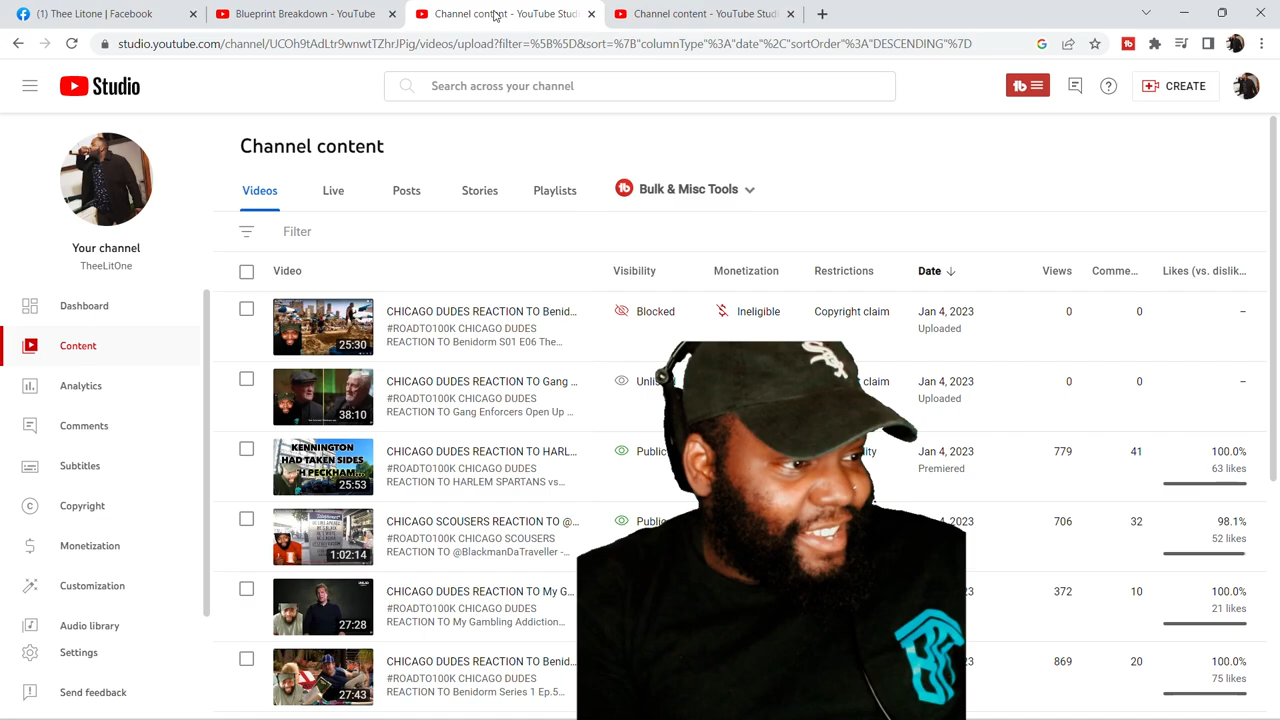 (1) Thee Litone | Facebook
Blueprint Breakdown - YouTube
Channel content - YouTube Stud
Channel content - YouTube Stud
studio.youtube.com/channel/UCOh9tAdLtr9wnwtTZhrJPig/videos/upload?filter=%5B%5D&sort=%7B"columnType"%3A"date"%2C"sortOrder"%3A"DESCENDING"%7D
Studio
Search across your channel
CREATE
Channel content
Videos
Live
Posts
Stories
Playlists
Bulk & Misc Tools
Filter
Your channel
TheeLitOne
Dashboard
Content
Analytics
Comments
Subtitles
Copyright
Monetization
Customization
Audio library
Settings
Send feedback
Video
Visibility
Monetization
Restrictions
Date
Views
Comme...
Likes (vs. dislik...
25:30
CHICAGO DUDES REACTION TO Benid...
#ROADTO100K CHICAGO DUDES
REACTION TO Benidorm S01 E06 The...
Blocked
Ineligible
Copyright claim
Jan 4, 2023
Uploaded
0
0
–
38:10
CHICAGO DUDES REACTION TO Gang ...
#ROADTO100K CHICAGO DUDES
REACTION TO Gang Enforcers Open Up ...
claim
Jan 4, 2023
Uploaded
0
0
–
KENNINGTON
HAD TAKEN SIDES
PECKHAM...
25:53
CHICAGO DUDES REACTION TO HARL...
#ROADTO100K CHICAGO DUDES
REACTION TO HARLEM SPARTANS vs...
Jan 4, 2023
Premiered
779
41
100.0%
63 likes
1:02:14
CHICAGO SCOUSERS REACTION TO @...
#ROADTO100K CHICAGO SCOUSERS
REACTION TO @BlackmanDaTraveller -...
706
32
98.1%
52 likes
27:28
CHICAGO DUDES REACTION TO My G...
#ROADTO100K CHICAGO DUDES
REACTION TO My Gambling Addiction...
372
10
100.0%
21 likes
27:43
CHICAGO DUDES REACTION TO Benid...
#ROADTO100K CHICAGO DUDES
REACTION TO Benidorm Series 1 Ep.5...
869
20
100.0%
75 likes